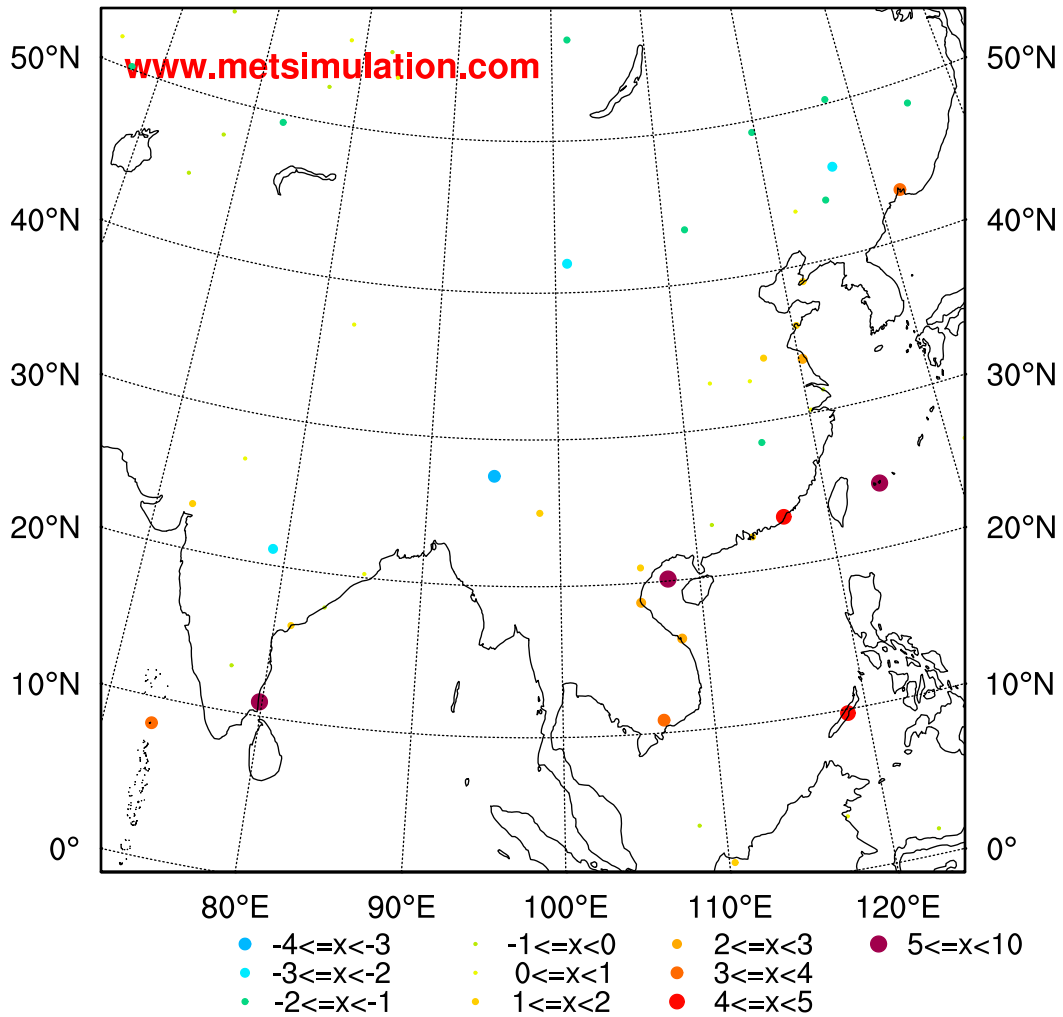 www.metsimulation.com
50°N 50°N
40°N 40°N
30°N 30°N
20°N 20°N
10°N 10°N
0° 0°
80°E 90°E 100°E 110°E 120°E
-4<=x<-3 -1<=x<0 2<=x<3 5<=x<10
-3<=x<-2 0<=x<1 3<=x<4
-2<=x<-1 1<=x<2 4<=x<5